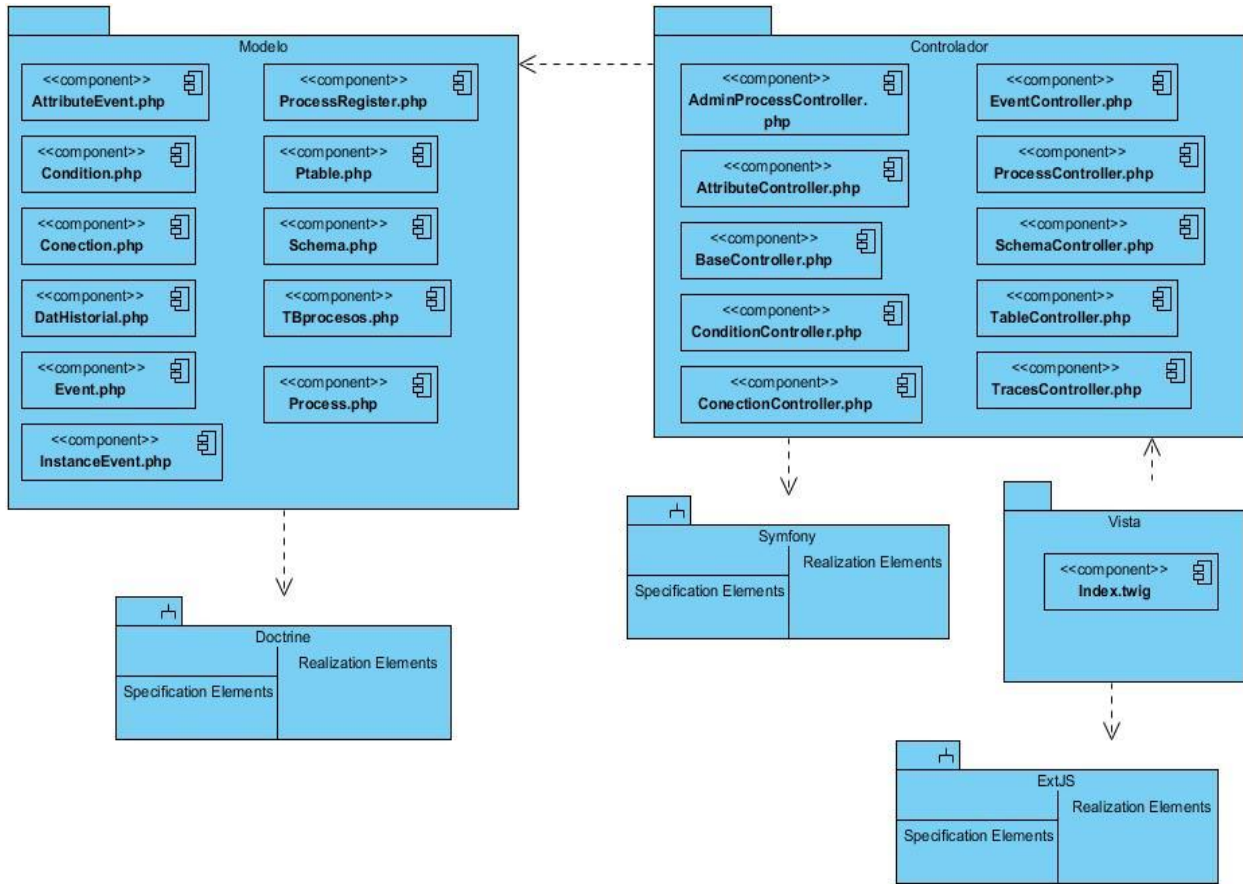 Modelo
<<component>>
AttributeEvent.php
<<component>>
ProcessRegister.php
<<component>>
Condition.php
<<component>>
Ptable.php
<<component>>
Conection.php
<<component>>
Schema.php
<<component>>
DatHistorial.php
<<component>>
TBprocesos.php
<<component>>
Event.php
<<component>>
Process.php
<<component>>
InstanceEvent.php
Controlador
<<component>>
AdminProcessController.
php
<<component>>
EventController.php
<<component>>
AttributeController.php
<<component>>
ProcessController.php
<<component>>
BaseController.php
<<component>>
SchemaController.php
<<component>>
ConditionController.php
<<component>>
TableController.php
<<component>>
ConectionController.php
<<component>>
TracesController.php
Symfony
Realization Elements
Specification Elements
Vista
<<component>>
Index.twig
Doctrine
Realization Elements
Specification Elements
ExtJS
Realization Elements
Specification Elements